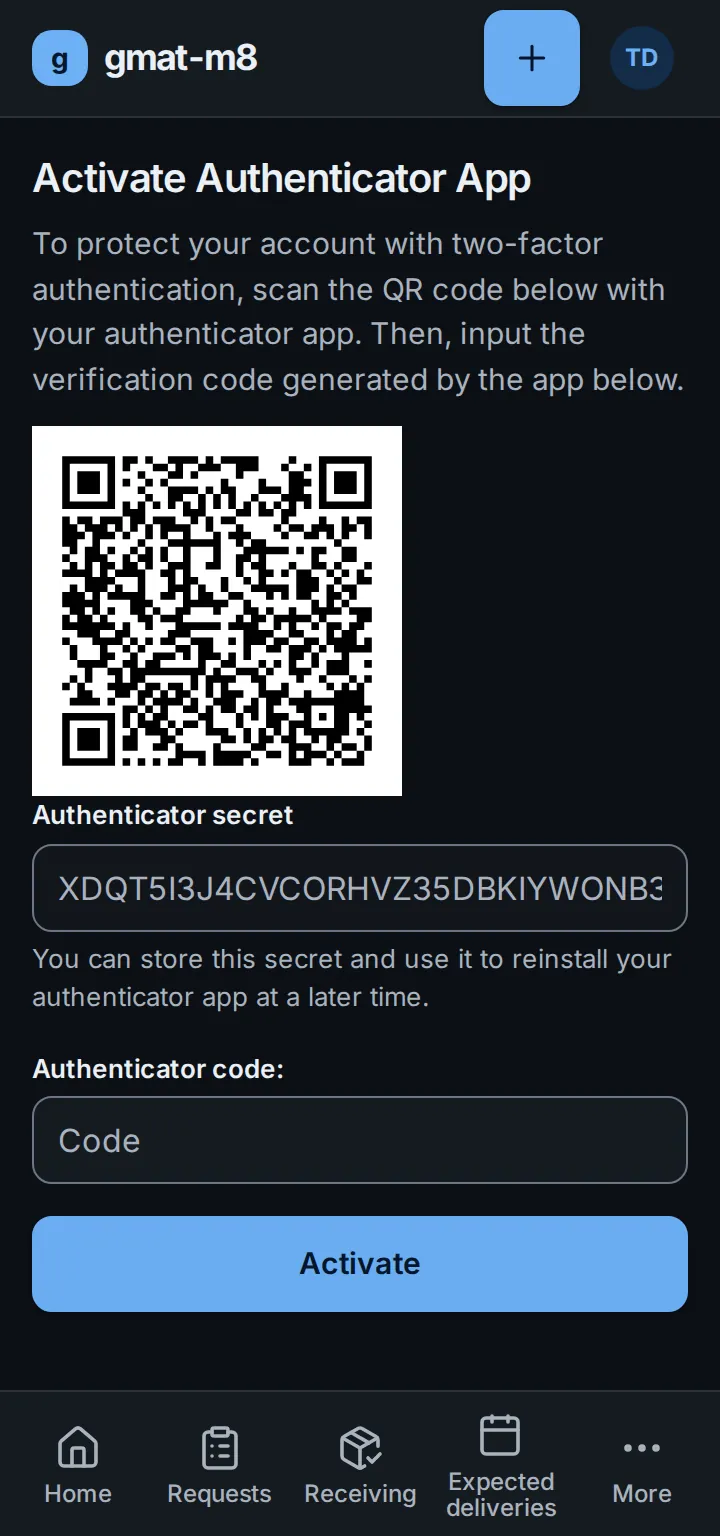 g gmat-m8 + TD
Activate Authenticator App
To protect your account with two-factor
authentication, scan the QR code below with
your authenticator app. Then, input the
verification code generated by the app below.
Authenticator secret
XDQT5I3J4CVCORHVZ35DBKIYWONB3
You can store this secret and use it to reinstall your
authenticator app at a later time.
Authenticator code:
Code
Activate
Home
Requests
Receiving
Expected
deliveries
More